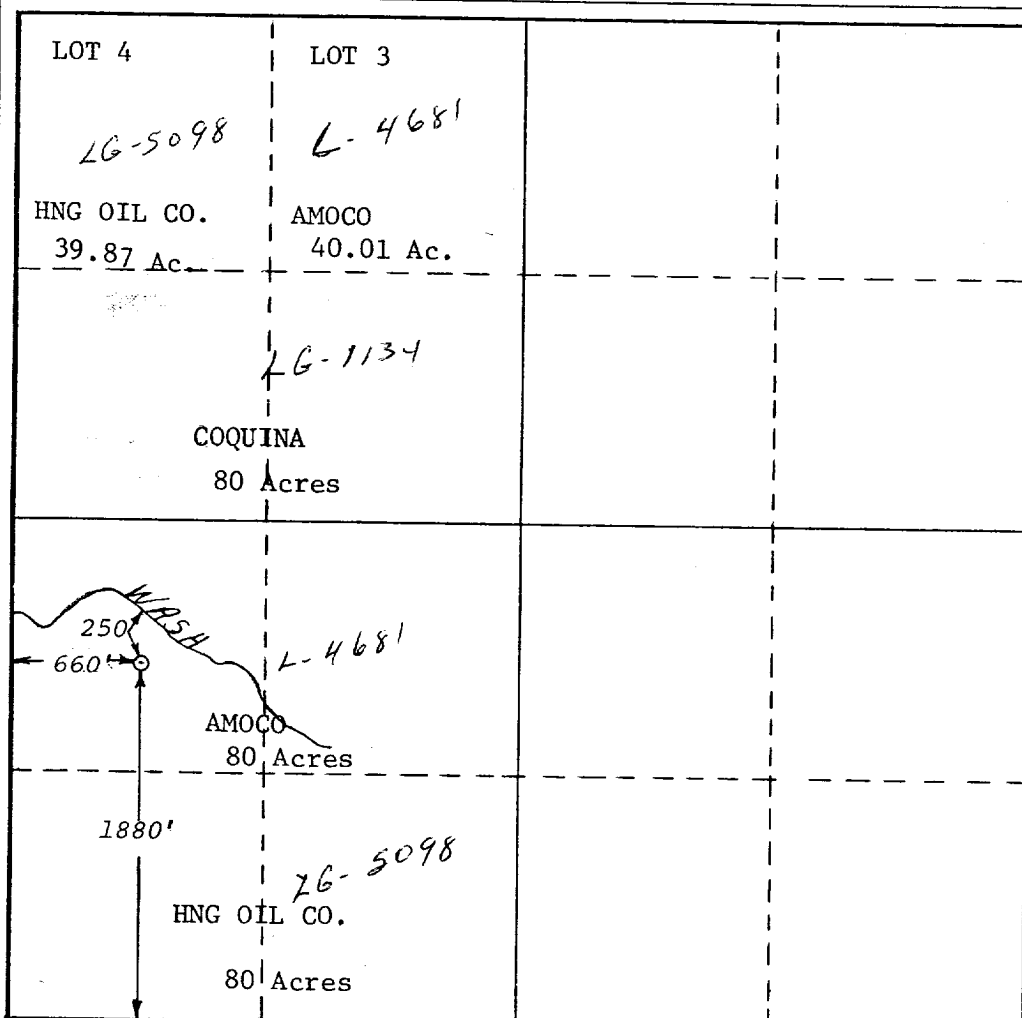 LOT 4
LOT 3
LG-5098
L-4681
HNG OIL CO.
39.87 Ac.
AMOCO
40.01 Ac.
LG-1134
COQUINA
80 Acres
WASH
250
660'
L-4681
AMOCO
80 Acres
1880'
LG-5098
HNG OIL CO.
80 Acres